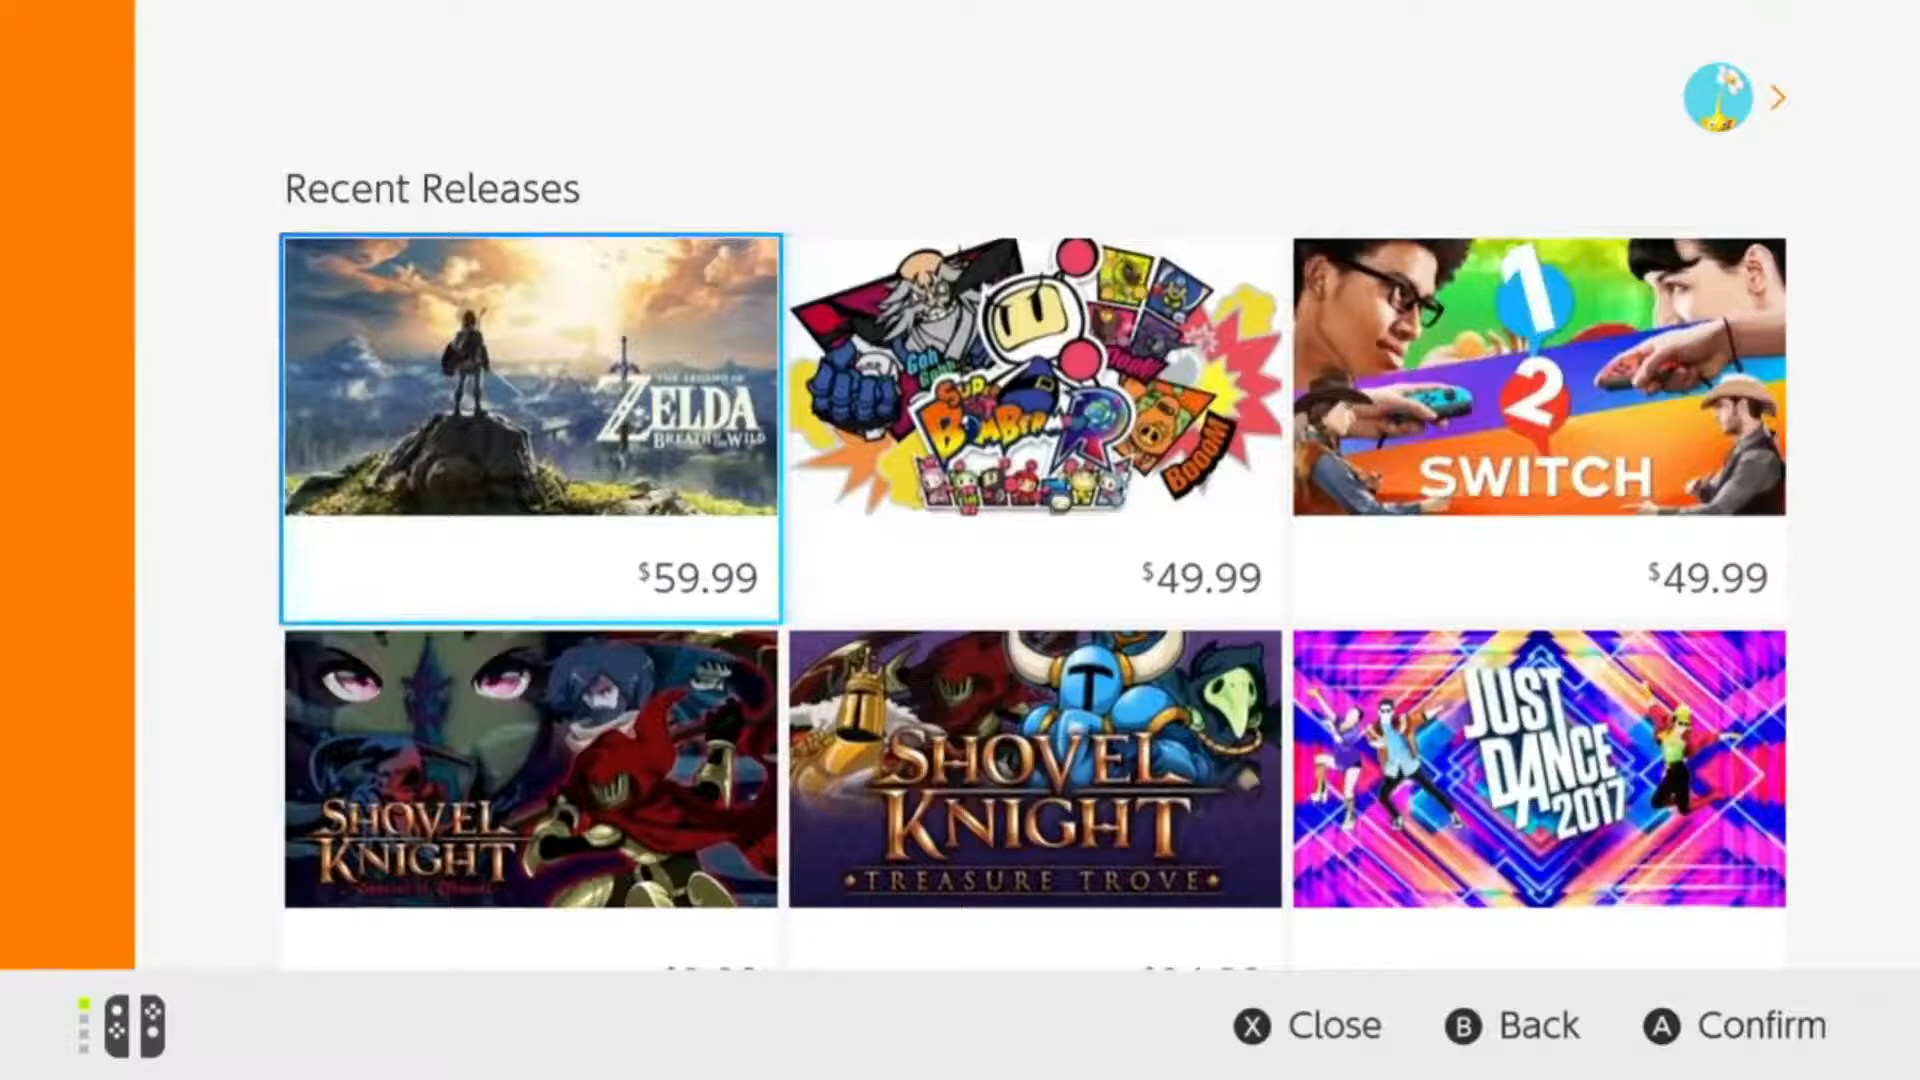 Recent Releases
THE LEGEND OF
ZELDA
BREATH OF THE WILD
$59.99
BOOOM
R
$49.99
1
2
SWITCH
$49.99
SHOVEL
KNIGHT
SHOVEL
KNIGHT
TREASURE TROVE
JUST
DANCE
2017
X Close
B Back
A Confirm